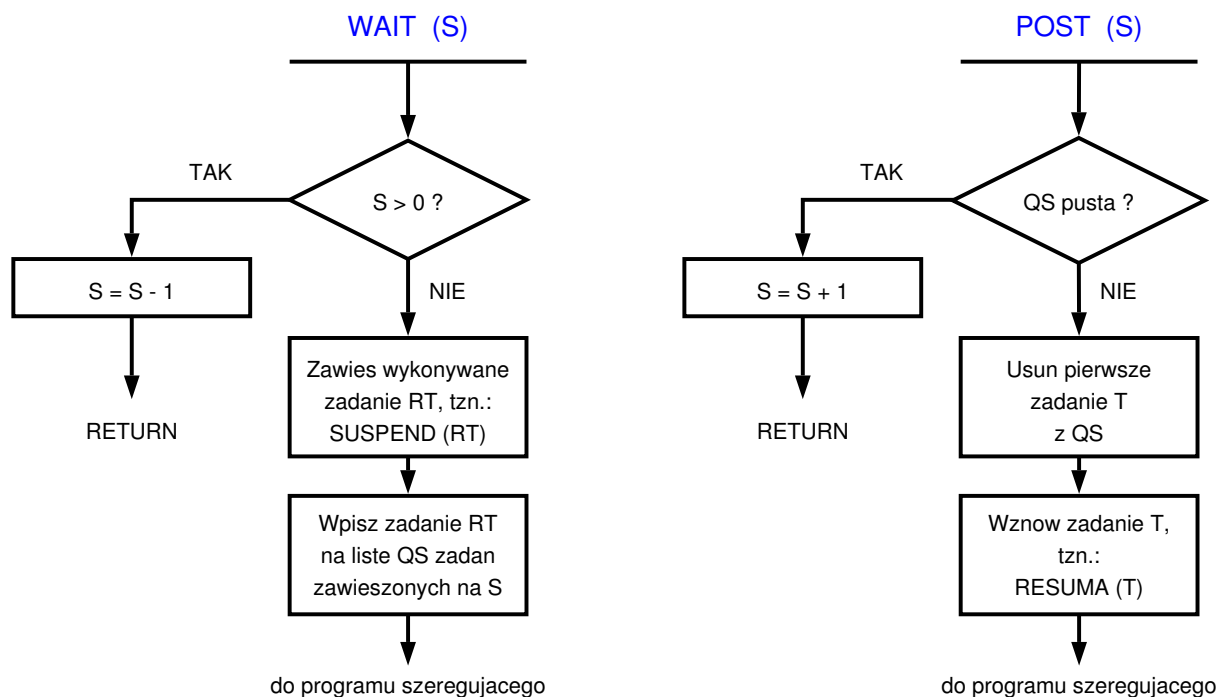 WAIT (S)
TAK
S > 0 ?
S = S - 1
NIE
RETURN
Zawies wykonywane
zadanie RT, tzn.:
SUSPEND (RT)
Wpisz zadanie RT
na liste QS zadan
zawieszonych na S
do programu szeregujacego
POST (S)
TAK
QS pusta ?
S = S + 1
NIE
RETURN
Usun pierwsze
zadanie T
z QS
Wznow zadanie T,
tzn.:
RESUMA (T)
do programu szeregujacego